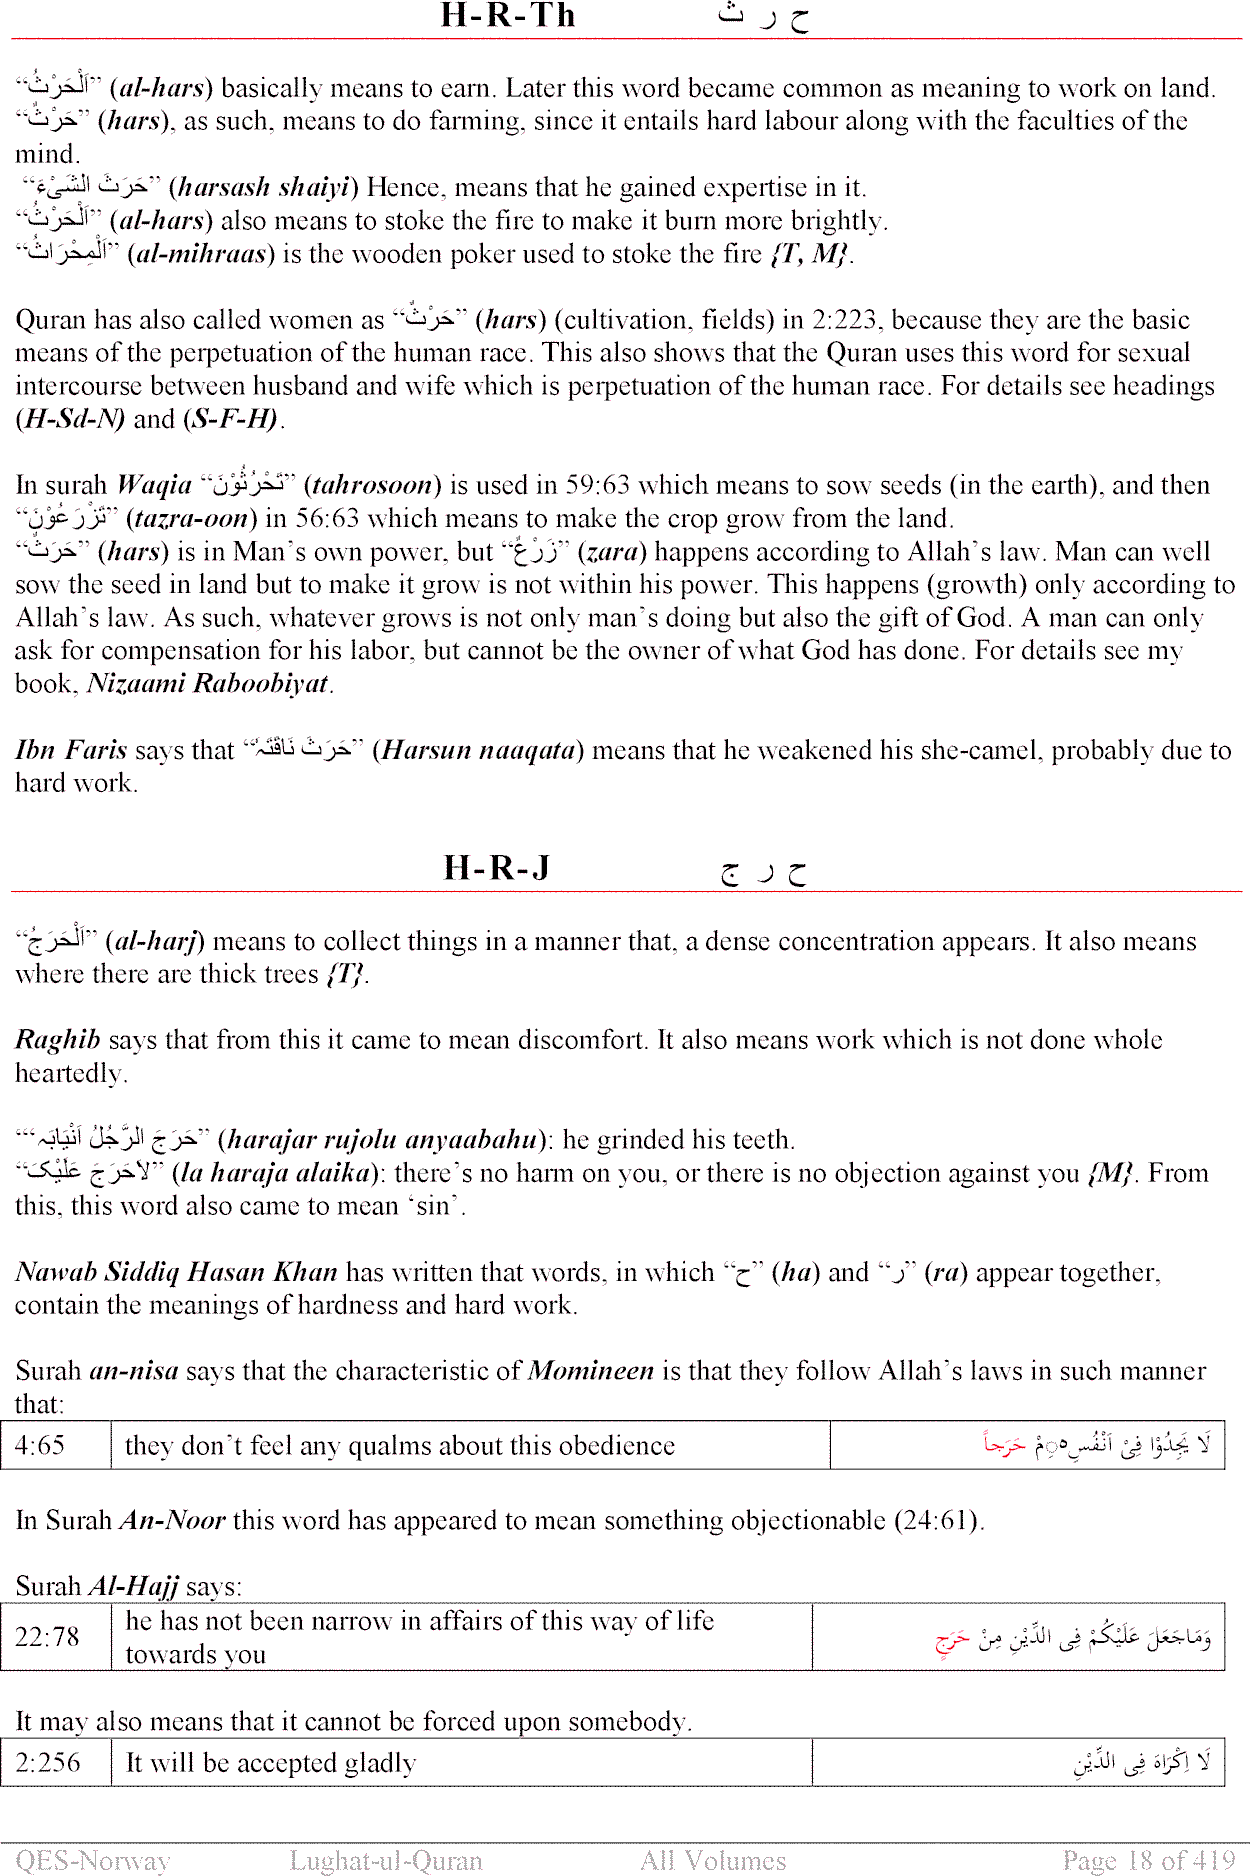 H-R-Th ح ر ث
“اَلْحَرْثُ” (al-hars) basically means to earn. Later this word became common as meaning to work on land.
“حَرْثٌ” (hars), as such, means to do farming, since it entails hard labour along with the faculties of the
mind.
“حَرَثَ الشَّیْءَ” (harsash shaiyi) Hence, means that he gained expertise in it.
“اَلْحَرْثُ” (al-hars) also means to stoke the fire to make it burn more brightly.
“اَلْمِحْرَاثُ” (al-mihraas) is the wooden poker used to stoke the fire {T, M}.
Quran has also called women as “حَرْثٌ” (hars) (cultivation, fields) in 2:223, because they are the basic
means of the perpetuation of the human race. This also shows that the Quran uses this word for sexual
intercourse between husband and wife which is perpetuation of the human race. For details see headings
(H-Sd-N) and (S-F-H).
In surah Waqia “تَحْرُثُوْنَ” (tahrosoon) is used in 59:63 which means to sow seeds (in the earth), and then
“تَزْرَعُوْنَ” (tazra-oon) in 56:63 which means to make the crop grow from the land.
“حَرَثٌ” (hars) is in Man’s own power, but “زَرْعٌ” (zara) happens according to Allah’s law. Man can well
sow the seed in land but to make it grow is not within his power. This happens (growth) only according to
Allah’s law. As such, whatever grows is not only man’s doing but also the gift of God. A man can only
ask for compensation for his labor, but cannot be the owner of what God has done. For details see my
book, Nizaami Raboobiyat.
Ibn Faris says that “حَرَثَ نَاقَتَہٗ” (Harsun naaqata) means that he weakened his she-camel, probably due to
hard work.
H-R-J ح ر ج
“اَلْحَرَجُ” (al-harj) means to collect things in a manner that, a dense concentration appears. It also means
where there are thick trees {T}.
Raghib says that from this it came to mean discomfort. It also means work which is not done whole
heartedly.
“‘حَرَجَ الرَّجُلُ اَنْیَابَہ” (harajar rujolu anyaabahu): he grinded his teeth.
“لاَحَرَجَ عَلَیْکَ” (la haraja alaika): there’s no harm on you, or there is no objection against you {M}. From
this, this word also came to mean ‘sin’.
Nawab Siddiq Hasan Khan has written that words, in which “ح” (ha) and “ر” (ra) appear together,
contain the meanings of hardness and hard work.
Surah an-nisa says that the characteristic of Momineen is that they follow Allah’s laws in such manner
that:
4:65 they don’t feel any qualms about this obedience لَا یَجِدُوْا فِیْ اَنْفُسِ٥ِمْ حَرَجاً
In Surah An-Noor this word has appeared to mean something objectionable (24:61).
Surah Al-Hajj says:
22:78 he has not been narrow in affairs of this way of life وَمَاجَعَلَ عَلَیْکُمْ فِی الدِّیْنِ مِنْ حَرَجٍ
towards you
It may also means that it cannot be forced upon somebody.
2:256 It will be accepted gladly لَا اِکْرَاہَ فِی الدِّیْنِ
QES-Norway Lughat-ul-Quran All Volumes Page 18 of 419